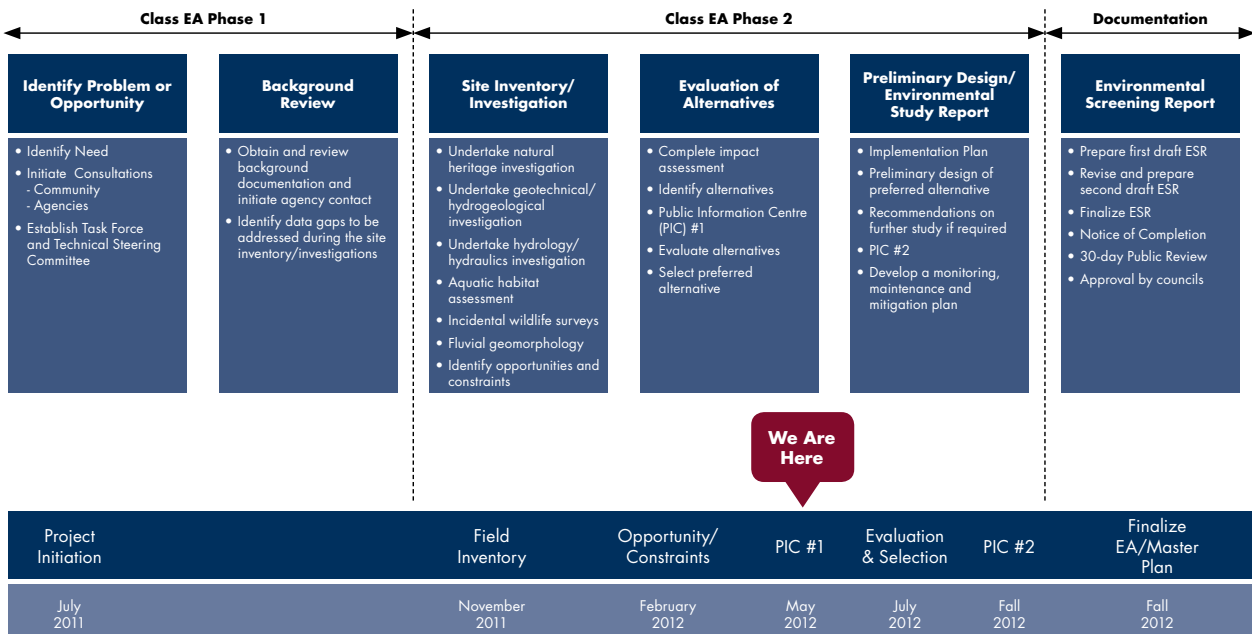 Class EA Phase 1
Class EA Phase 2
Documentation
Identify Problem or
Opportunity
• Identify Need
• Initiate Consultations
- Community
- Agencies
• Establish Task Force
and Technical Steering
Committee
Background
Review
• Obtain and review
background
documentation and
initiate agency contact
• Identify data gaps to be
addressed during the site
inventory/investigations
Site Inventory/
Investigation
• Undertake natural
heritage investigation
• Undertake geotechnical/
hydrogeological
investigation
• Undertake hydrology/
hydraulics investigation
• Aquatic habitat
assessment
• Incidental wildlife surveys
• Fluvial geomorphology
• Identify opportunities and
constraints
Evaluation of
Alternatives
• Complete impact
assessment
• Identify alternatives
• Public Information Centre
(PIC) #1
• Evaluate alternatives
• Select preferred
alternative
Preliminary Design/
Environmental
Study Report
• Implementation Plan
• Preliminary design of
preferred alternative
• Recommendations on
further study if required
• PIC #2
• Develop a monitoring,
maintenance and
mitigation plan
Environmental
Screening Report
• Prepare first draft ESR
• Revise and prepare
second draft ESR
• Finalize ESR
• Notice of Completion
• 30-day Public Review
• Approval by councils
We Are
Here
Project
Initiation
Field
Inventory
Opportunity/
Constraints
PIC #1
Evaluation
& Selection
PIC #2
Finalize
EA/Master
Plan
July
2011
November
2011
February
2012
May
2012
July
2012
Fall
2012
Fall
2012